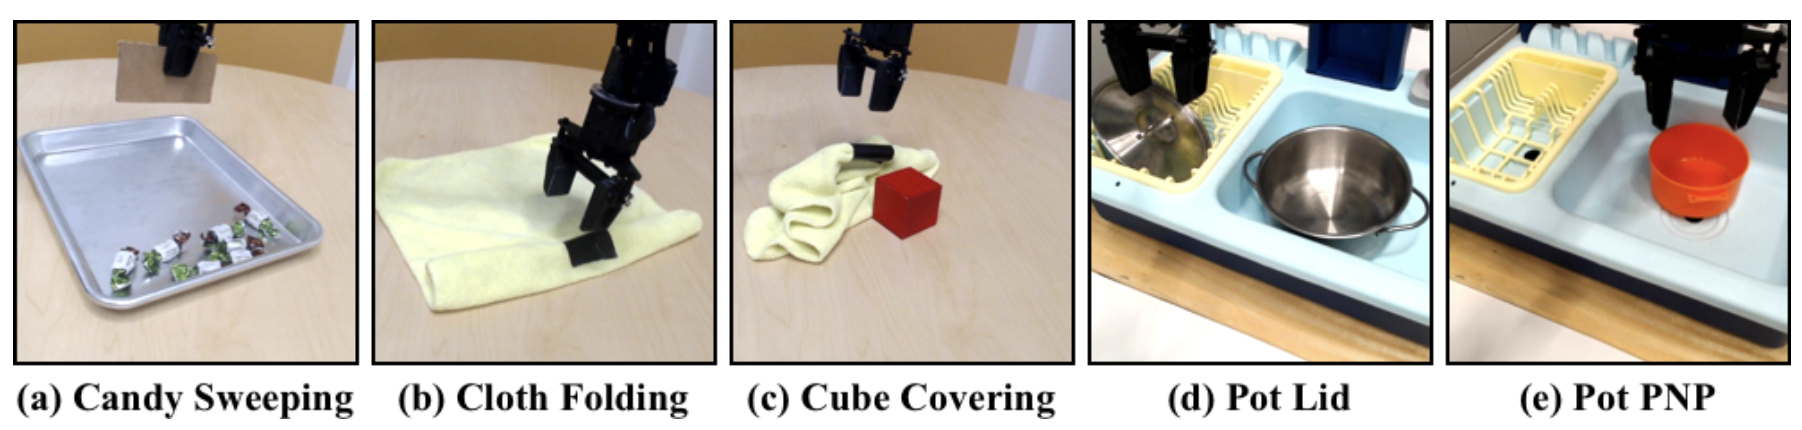 (a) Candy Sweeping
(b) Cloth Folding
(c) Cube Covering
(d) Pot Lid
(e) Pot PNP